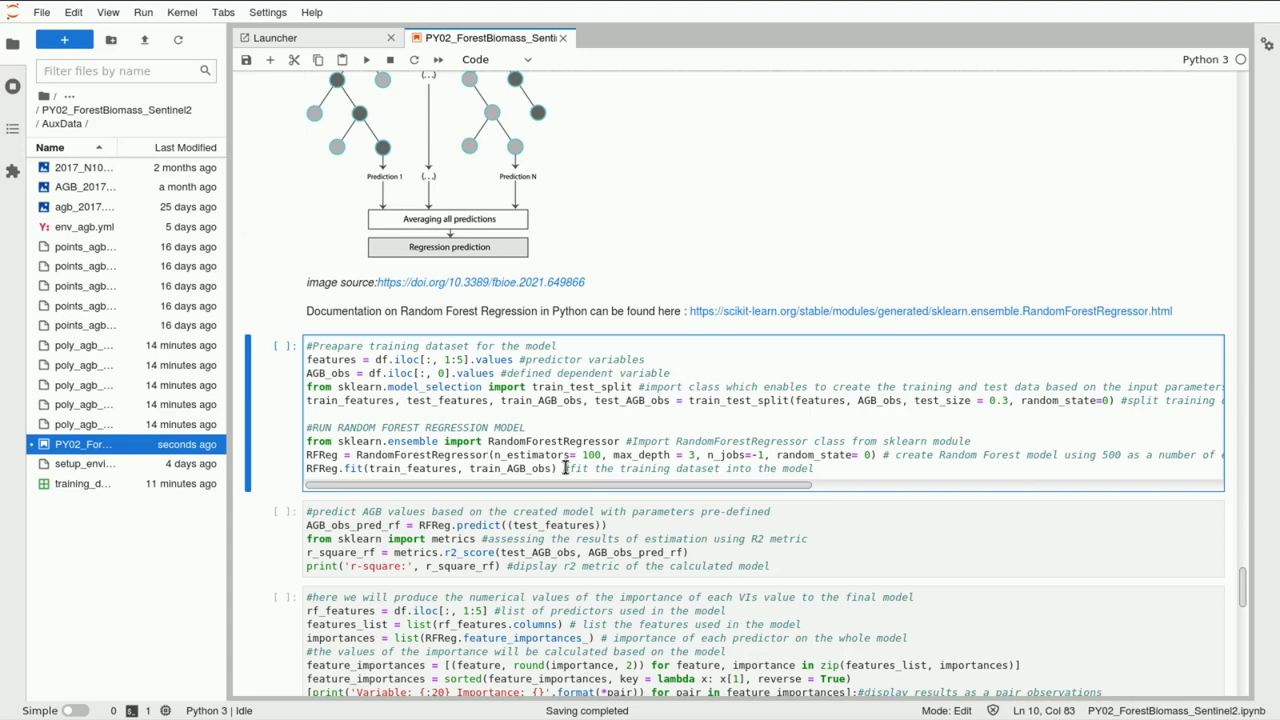 File Edit View Run Kernel Tabs Settings Help
Launcher
PY02_ForestBiomass_Senti
Filter files by name
Code
Python 3
/ ...
/ PY02_ForestBiomass_Sentinel2
/ AuxData /
Name Last Modified
2017_N10... 2 months ago
AGB_2017... a month ago
agb_2017.... 25 days ago
env_agb.yml 5 days ago
points_agb... 16 days ago
points_agb... 16 days ago
points_agb... 16 days ago
points_agb... 16 days ago
points_agb... 16 days ago
poly_agb_... 14 minutes ago
poly_agb_... 14 minutes ago
poly_agb_... 14 minutes ago
poly_agb_... 14 minutes ago
poly_agb_... 14 minutes ago
PY02_For... seconds ago
setup_envi... 4 days ago
training_d... 11 minutes ago
(...)
Prediction 1 (...) Prediction N
Averaging all predictions
Regression prediction
image source:https://doi.org/10.3389/fbioe.2021.649866
Documentation on Random Forest Regression in Python can be found here : https://scikit-learn.org/stable/modules/generated/sklearn.ensemble.RandomForestRegressor.html
[ ]: #Preapare training dataset for the model
features = df.iloc[:, 1:5].values #predictor variables
AGB_obs = df.iloc[:, 0].values #defined dependent variable
from sklearn.model_selection import train_test_split #import class which enables to create the training and test data based on the input parameters
train_features, test_features, train_AGB_obs, test_AGB_obs = train_test_split(features, AGB_obs, test_size = 0.3, random_state=0) #split training
#RUN RANDOM FOREST REGRESSION MODEL
from sklearn.ensemble import RandomForestRegressor #Import RandomForestRegressor class from sklearn module
RFReg = RandomForestRegressor(n_estimators= 100, max_depth = 3, n_jobs=-1, random_state= 0) # create Random Forest model using 500 as a number of
RFReg.fit(train_features, train_AGB_obs) #fit the training dataset into the model
[ ]: #predict AGB values based on the created model with parameters pre-defined
AGB_obs_pred_rf = RFReg.predict((test_features))
from sklearn import metrics #assessing the results of estimation using R2 metric
r_square_rf = metrics.r2_score(test_AGB_obs, AGB_obs_pred_rf)
print('r-square:', r_square_rf) #dipslay r2 metric of the calculated model
[ ]: #here we will produce the numerical values of the importance of each VIs value to the final model
rf_features = df.iloc[:, 1:5] #list of predictors used in the model
features_list = list(rf_features.columns) # list the features used in the model
importances = list(RFReg.feature_importances_) # importance of each predictor on the whole model
#the values of the importance will be calculated based on the model
feature_importances = [(feature, round(importance, 2)) for feature, importance in zip(features_list, importances)]
feature_importances = sorted(feature_importances, key = lambda x: x[1], reverse = True)
[print('Variable: {:20} Importance: {}'.format(*pair)) for pair in feature_importances];#display results as a pair observations
Simple 0 1 Python 3 | Idle Saving completed Mode: Edit Ln 10, Col 83 PY02_ForestBiomass_Sentinel2.ipynb